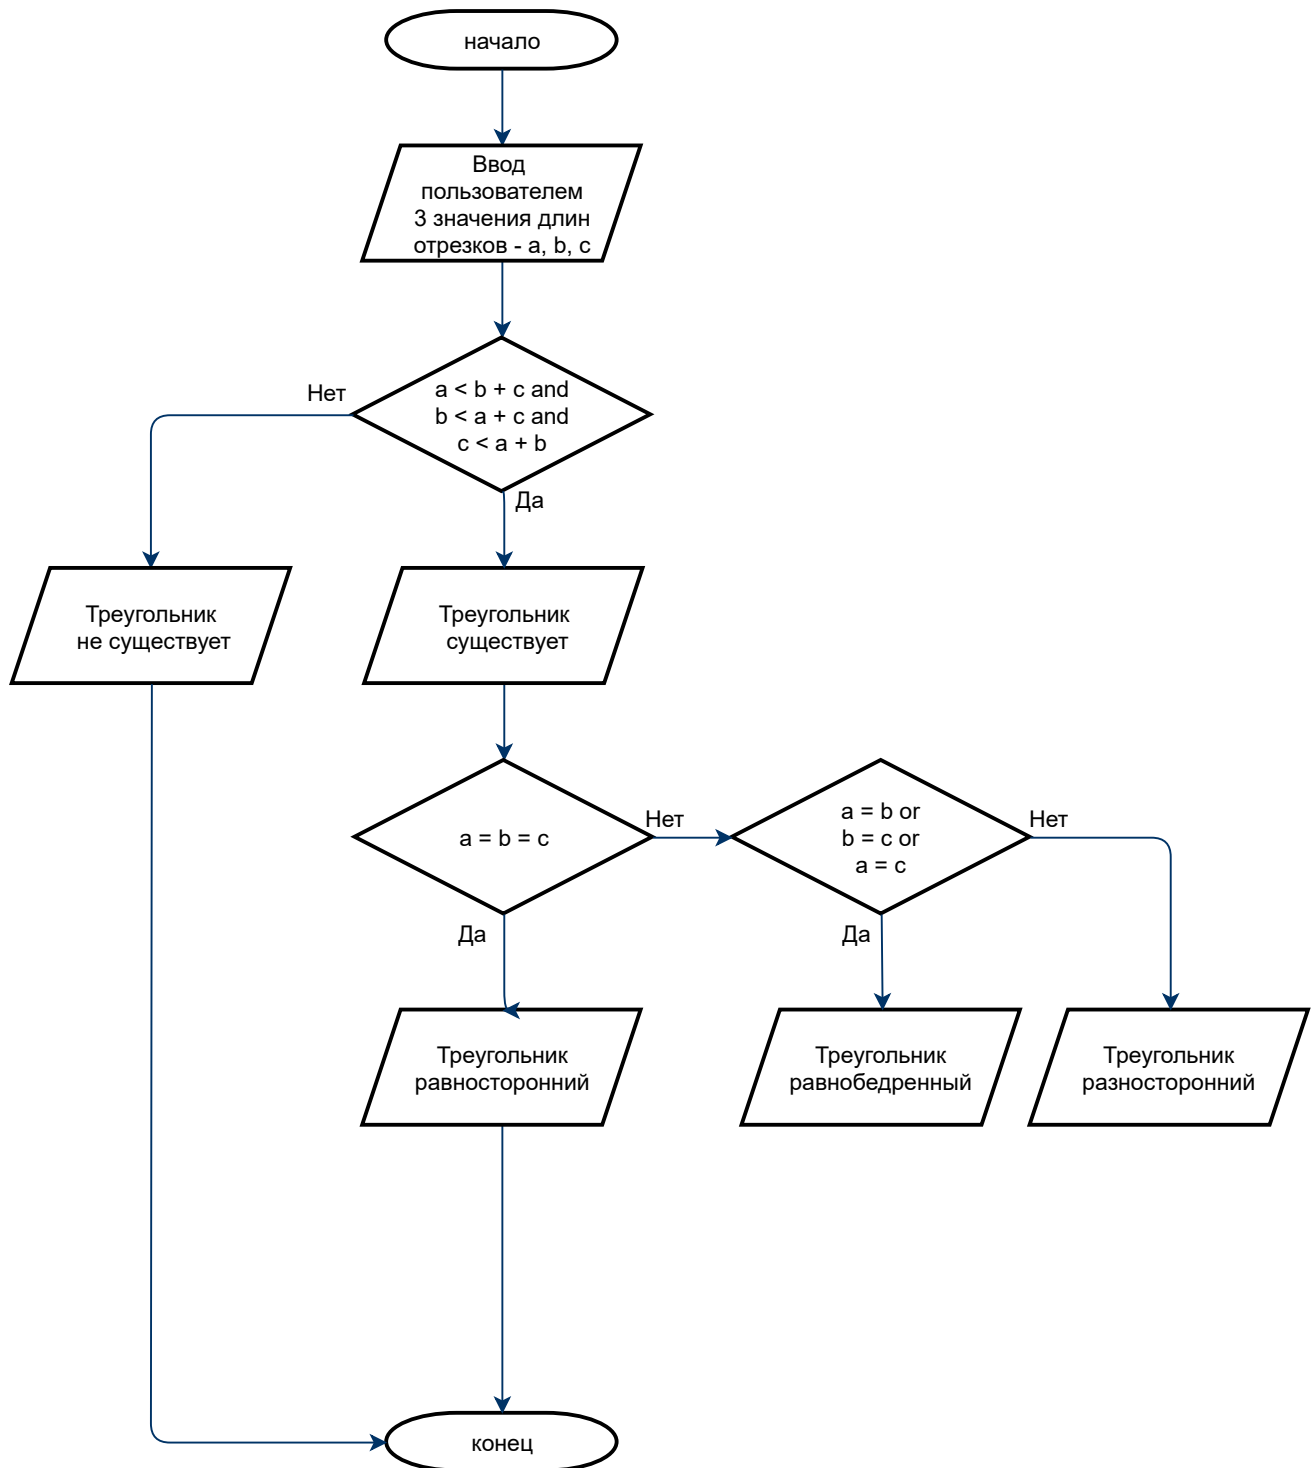 начало
Ввод
пользователем
3 значения длин
отрезков - a, b, c
Нет
a < b + c and
b < a + c and
c < a + b
Да
Треугольник
не существует
Треугольник
существует
a = b = c
Нет
a = b or
b = c or
a = c
Нет
Да
Да
Треугольник
равносторонний
Треугольник
равнобедренный
Треугольник
разносторонний
конец